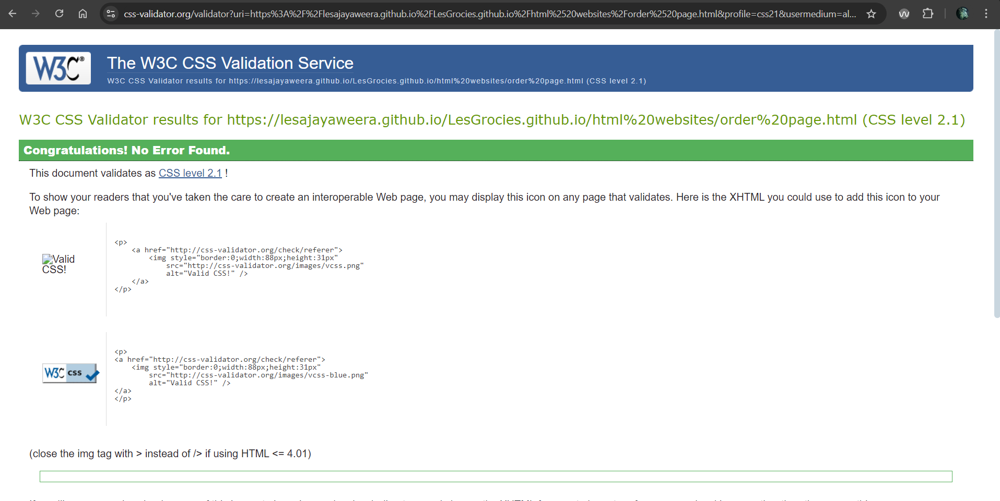 css-validator.org/validator?uri=https%3A%2F%2Flesajayaweera.github.io%2FLesGrocies.github.io%2Fhtml%2520websites%2Forder%2520page.html&profile=css21&usermedium=al...
W3C®
The W3C CSS Validation Service
W3C CSS Validator results for https://lesajayaweera.github.io/LesGrocies.github.io/html%20websites/order%20page.html (CSS level 2.1)
W3C CSS Validator results for https://lesajayaweera.github.io/LesGrocies.github.io/html%20websites/order%20page.html (CSS level 2.1)
Congratulations! No Error Found.
This document validates as CSS level 2.1 !
To show your readers that you've taken the care to create an interoperable Web page, you may display this icon on any page that validates. Here is the XHTML you could use to add this icon to your
Web page:
Valid
CSS!
<p>
    <a href="http://css-validator.org/check/referer">
        <img style="border:0;width:88px;height:31px"
            src="http://css-validator.org/images/vcss.png"
            alt="Valid CSS!" />
    </a>
</p>
W3C css
<p>
<a href="http://css-validator.org/check/referer">
    <img style="border:0;width:88px;height:31px"
        src="http://css-validator.org/images/vcss-blue.png"
        alt="Valid CSS!" />
</a>
</p>
(close the img tag with > instead of /> if using HTML <= 4.01)